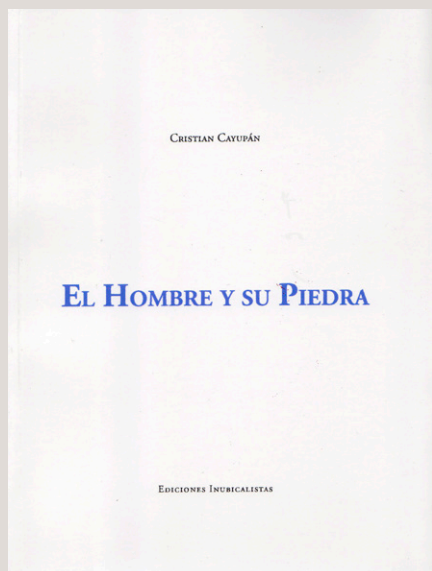 Cristian Cayupán
El Hombre y su Piedra
Ediciones Inubicalistas